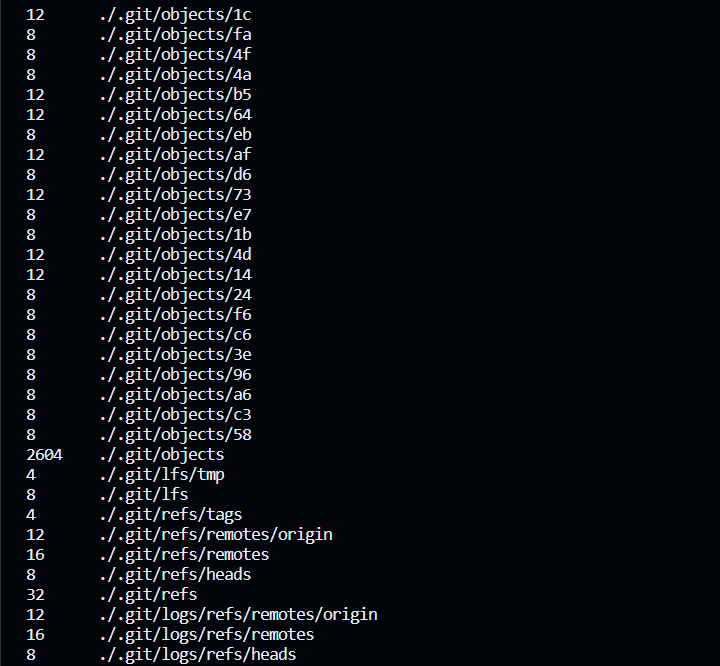 12 ./.git/objects/1c
8 ./.git/objects/fa
8 ./.git/objects/4f
8 ./.git/objects/4a
12 ./.git/objects/b5
12 ./.git/objects/64
8 ./.git/objects/eb
12 ./.git/objects/af
8 ./.git/objects/d6
12 ./.git/objects/73
8 ./.git/objects/e7
8 ./.git/objects/1b
12 ./.git/objects/4d
12 ./.git/objects/14
8 ./.git/objects/24
8 ./.git/objects/f6
8 ./.git/objects/c6
8 ./.git/objects/3e
8 ./.git/objects/96
8 ./.git/objects/a6
8 ./.git/objects/c3
8 ./.git/objects/58
2604 ./.git/objects
4 ./.git/lfs/tmp
8 ./.git/lfs
4 ./.git/refs/tags
12 ./.git/refs/remotes/origin
16 ./.git/refs/remotes
8 ./.git/refs/heads
32 ./.git/refs
12 ./.git/logs/refs/remotes/origin
16 ./.git/logs/refs/remotes
8 ./.git/logs/refs/heads